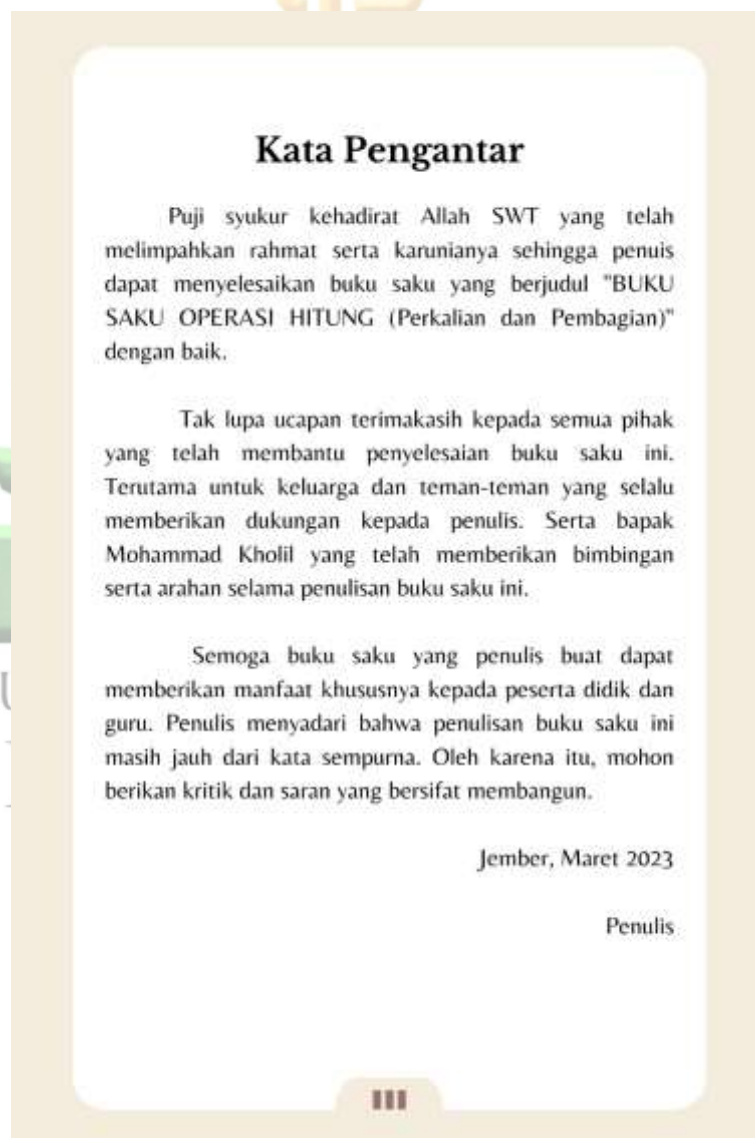 Kata Pengantar
Puji syukur kehadirat Allah SWT yang telah
melimpahkan rahmat serta karunianya sehingga penuis
dapat menyelesaikan buku saku yang berjudul "BUKU
SAKU OPERASI HITUNG (Perkalian dan Pembagian)"
dengan baik.
Tak lupa ucapan terimakasih kepada semua pihak
yang telah membantu penyelesaian buku saku ini.
Terutama untuk keluarga dan teman-teman yang selalu
memberikan dukungan kepada penulis. Serta bapak
Mohammad Kholil yang telah memberikan bimbingan
serta arahan selama penulisan buku saku ini.
Semoga buku saku yang penulis buat dapat
memberikan manfaat khususnya kepada peserta didik dan
guru. Penulis menyadari bahwa penulisan buku saku ini
masih jauh dari kata sempurna. Oleh karena itu, mohon
berikan kritik dan saran yang bersifat membangun.
Jember, Maret 2023
Penulis
III